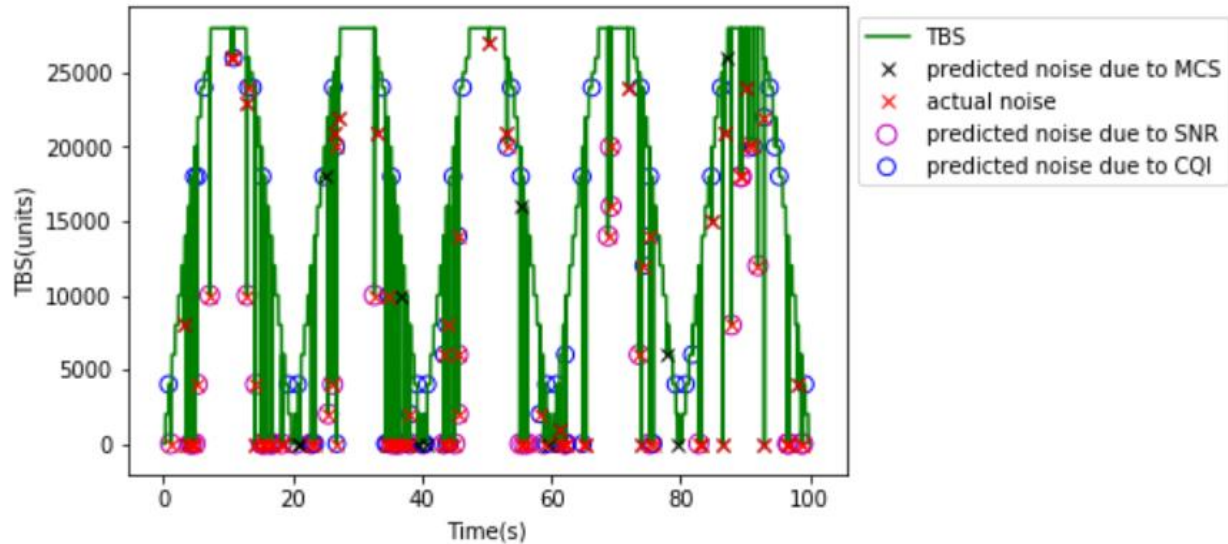 25000
20000
15000
10000
5000
0
TBS(units)
0 20 40 60 80 100
Time(s)
TBS
predicted noise due to MCS
actual noise
predicted noise due to SNR
predicted noise due to CQI